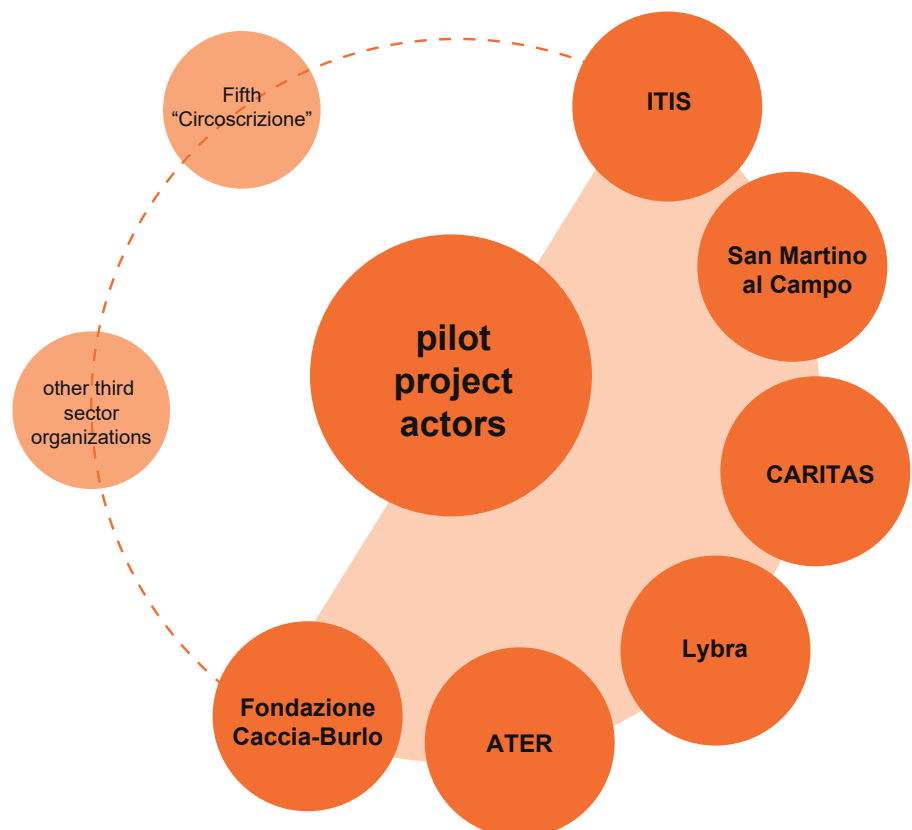 Fifth
“Circoscrizione”
ITIS
San Martino
al Campo
pilot
project
actors
other third
sector
organizations
CARITAS
Lybra
Fondazione
Caccia-Burlo
ATER